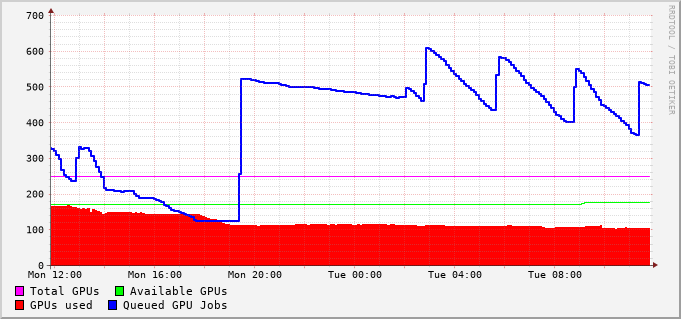 700
600
500
400
300
200
100
0
Mon 12:00 Mon 16:00 Mon 20:00 Tue 00:00 Tue 04:00 Tue 08:00
Total GPUs Available GPUs
GPUs used Queued GPU Jobs
RRDTOOL / TOBI OETIKER